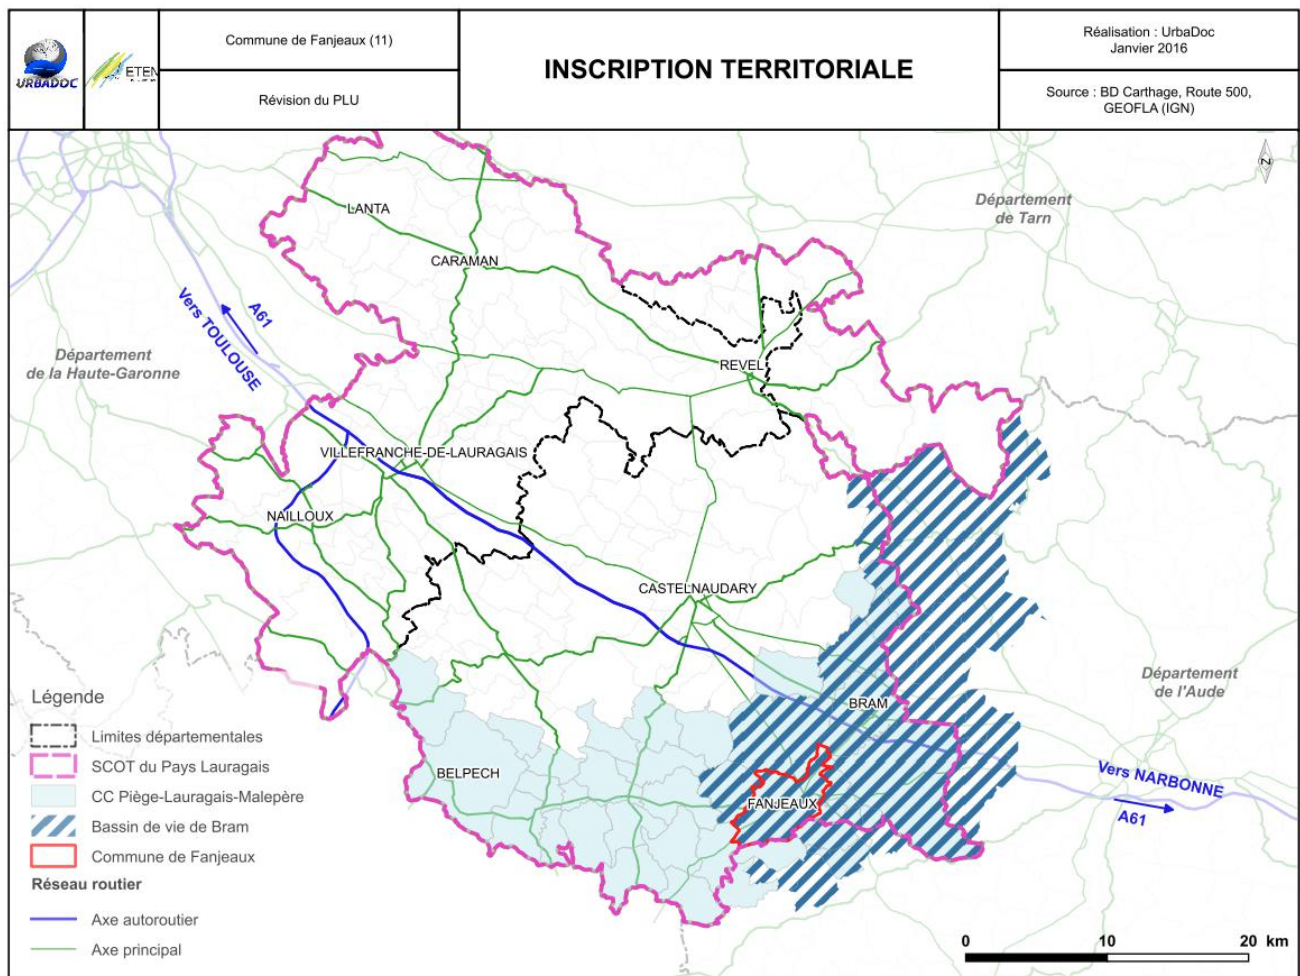 URBADOC
ETEN
Commune de Fanjeaux (11)
Révision du PLU
INSCRIPTION TERRITORIALE
Réalisation : UrbaDoc
Janvier 2016
Source : BD Carthage, Route 500,
GEOFLA (IGN)
N
Département
de Tarn
LANTA
CARAMAN
A61
Vers TOULOUSE
Département
de la Haute-Garonne
REVEL
VILLEFRANCHE-DE-LAURAGAIS
NAILLOUX
CASTELNAUDARY
Département
de l'Aude
BRAM
BELPECH
FANJEAUX
Vers NARBONNE
A61
Légende
Limites départementales
SCOT du Pays Lauragais
CC Piège-Lauragais-Malepère
Bassin de vie de Bram
Commune de Fanjeaux
Réseau routier
Axe autoroutier
Axe principal
0 10 20 km